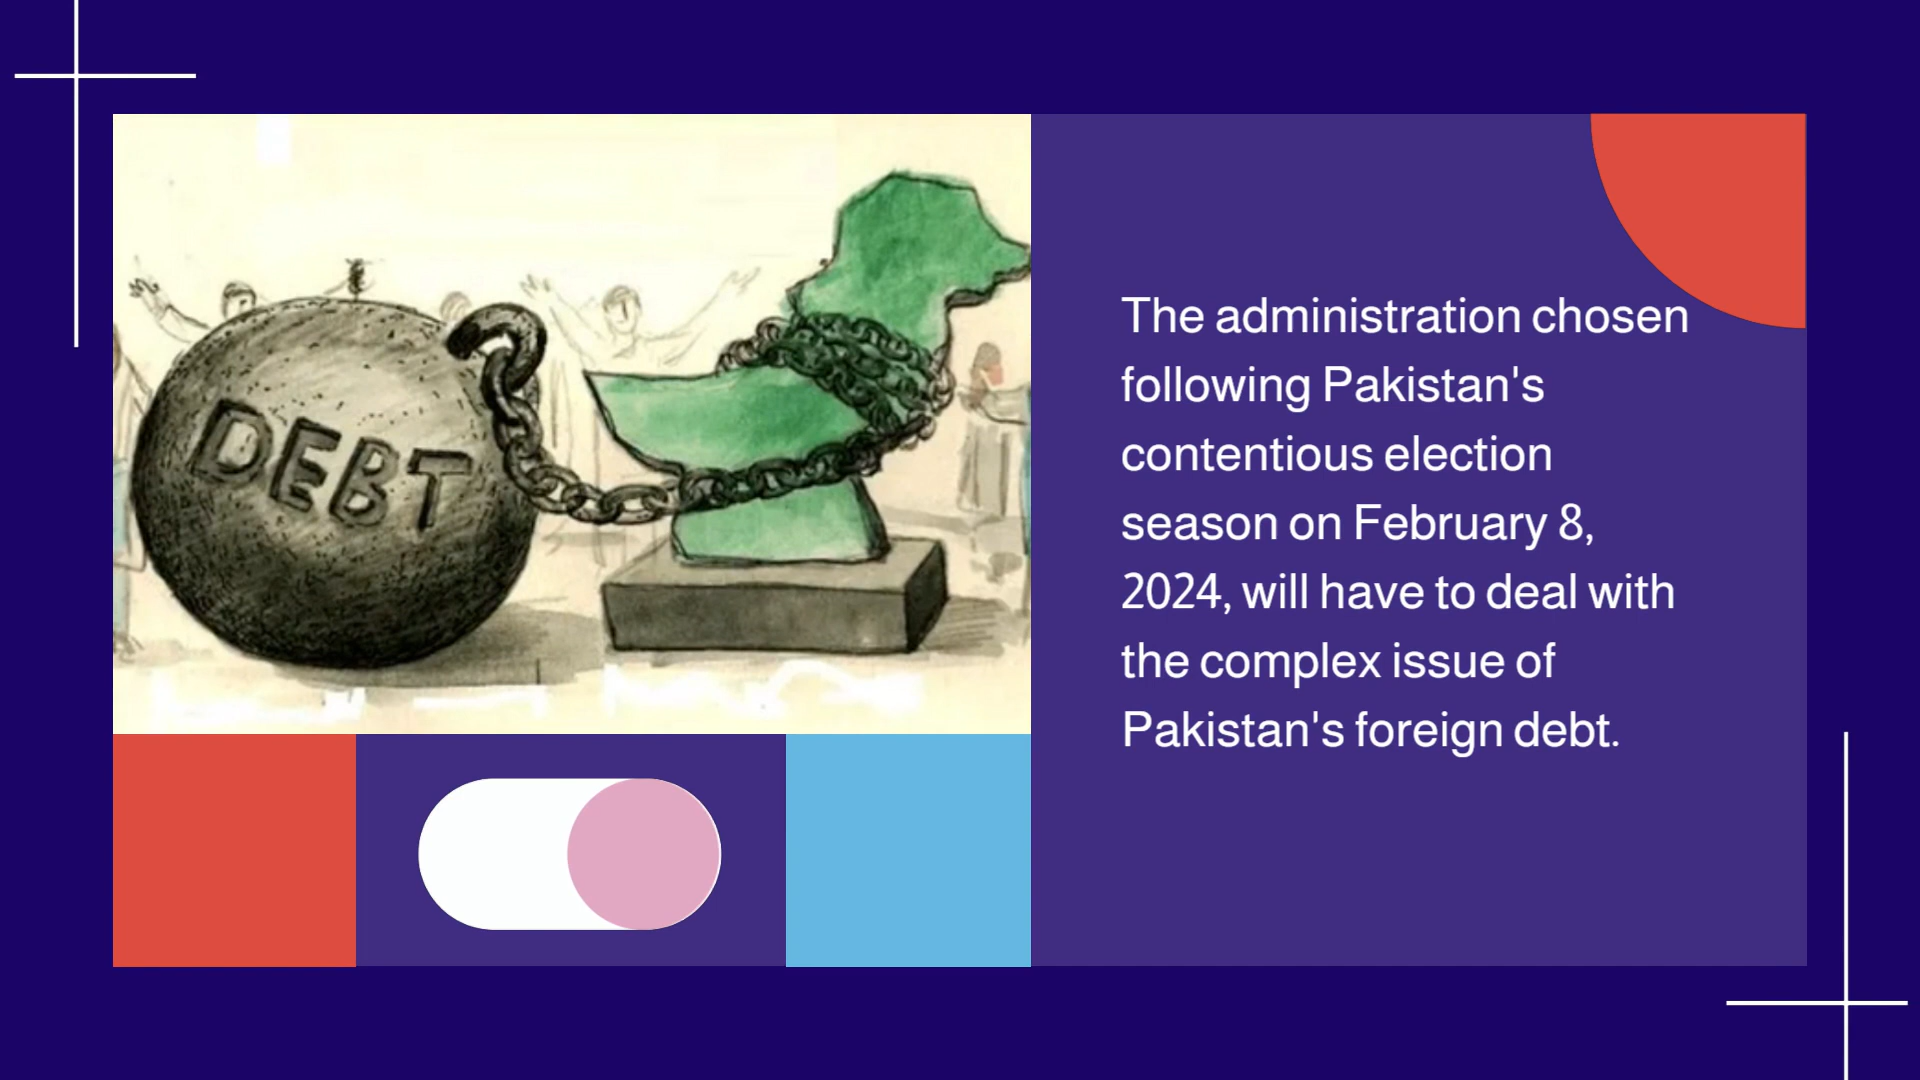 DEBT
The administration chosen
following Pakistan's
contentious election
season on February 8,
2024, will have to deal with
the complex issue of
Pakistan's foreign debt.